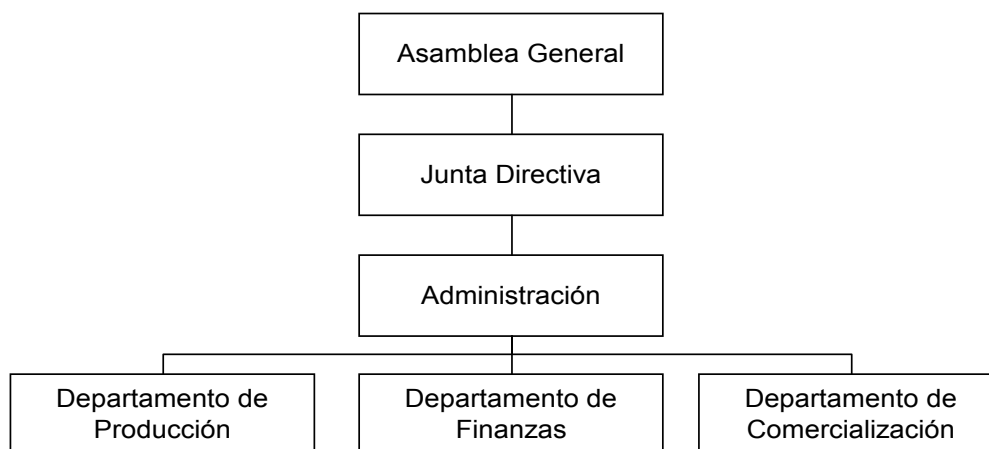 Asamblea General
Junta Directiva
Administración
Departamento de
Producción
Departamento de
Finanzas
Departamento de
Comercialización